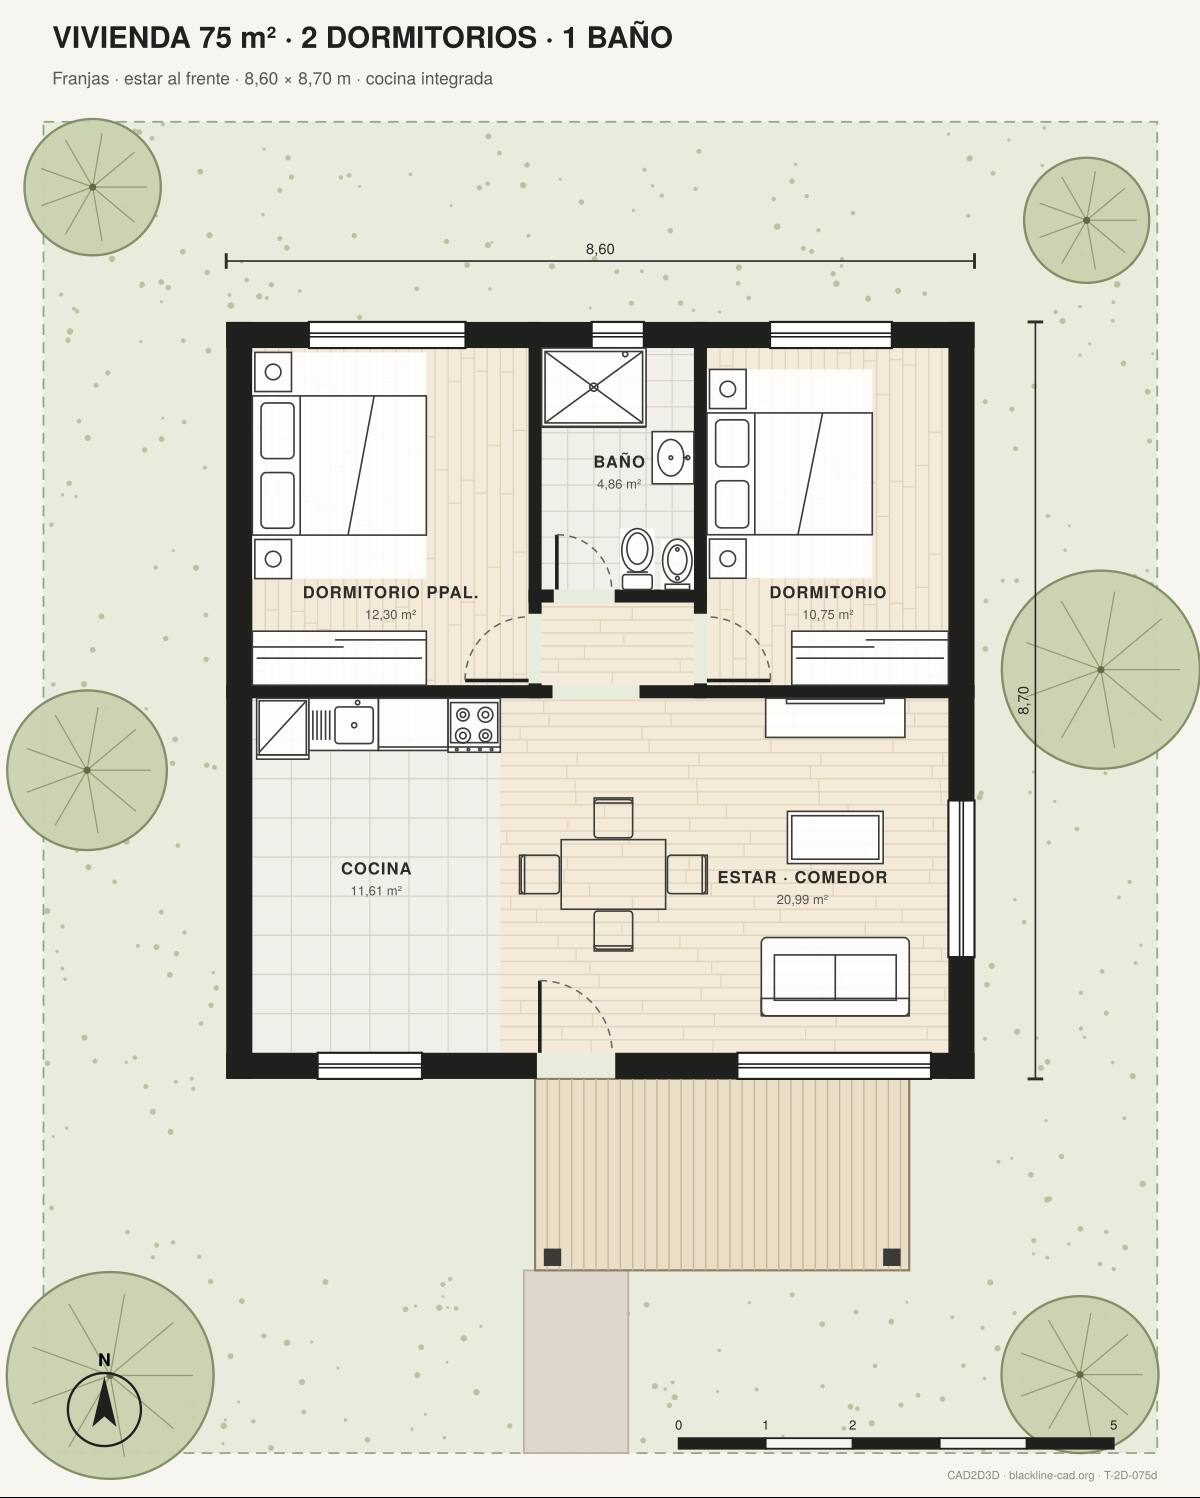 VIVIENDA 75 m² · 2 DORMITORIOS · 1 BAÑO
Franjas · estar al frente · 8,60 × 8,70 m · cocina integrada
8,60
BAÑO
4,86 m²
DORMITORIO PPAL.
12,30 m²
DORMITORIO
10,75 m²
8,70
COCINA
11,61 m²
ESTAR · COMEDOR
20,99 m²
N
0 1 2 5
CAD2D3D · blackline-cad.org · T-2D-075d